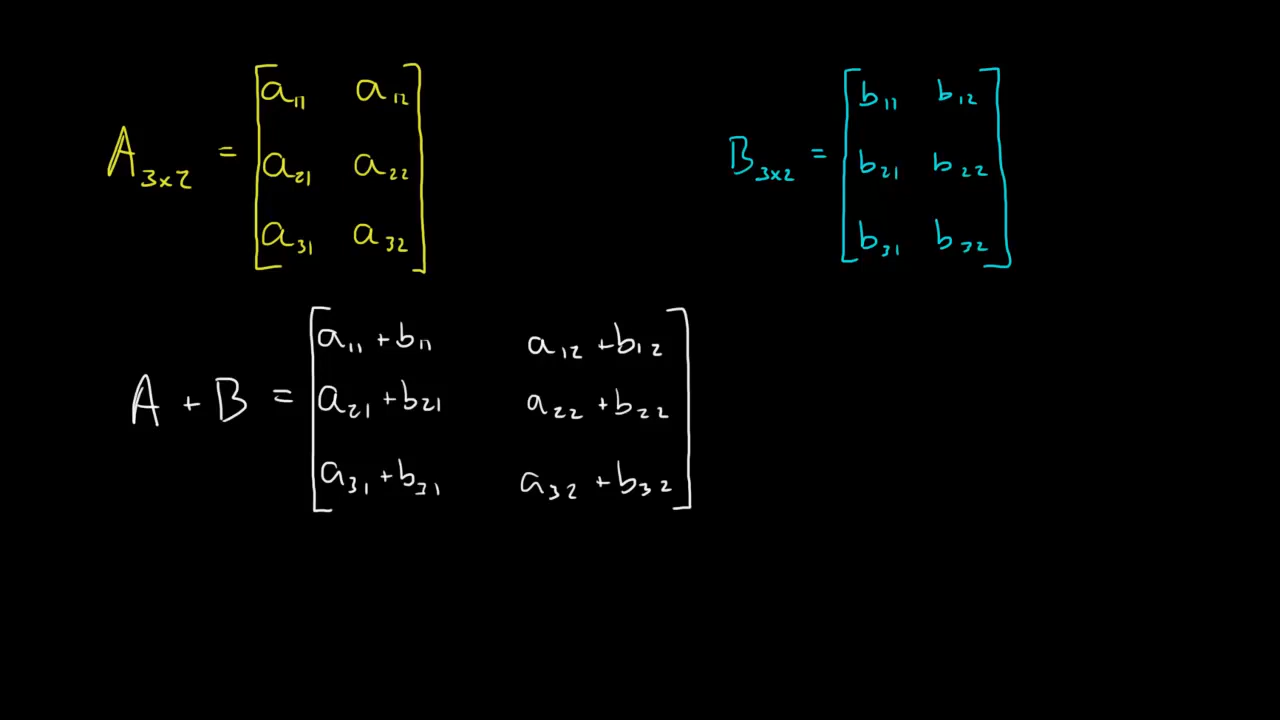 A3x2 = [a11 a12
a21 a22
a31 a32]
B3x2 = [b11 b12
b21 b22
b31 b32]
A + B = [a11 + b11 a12 + b12
a21 + b21 a22 + b22
a31 + b31 a32 + b32]